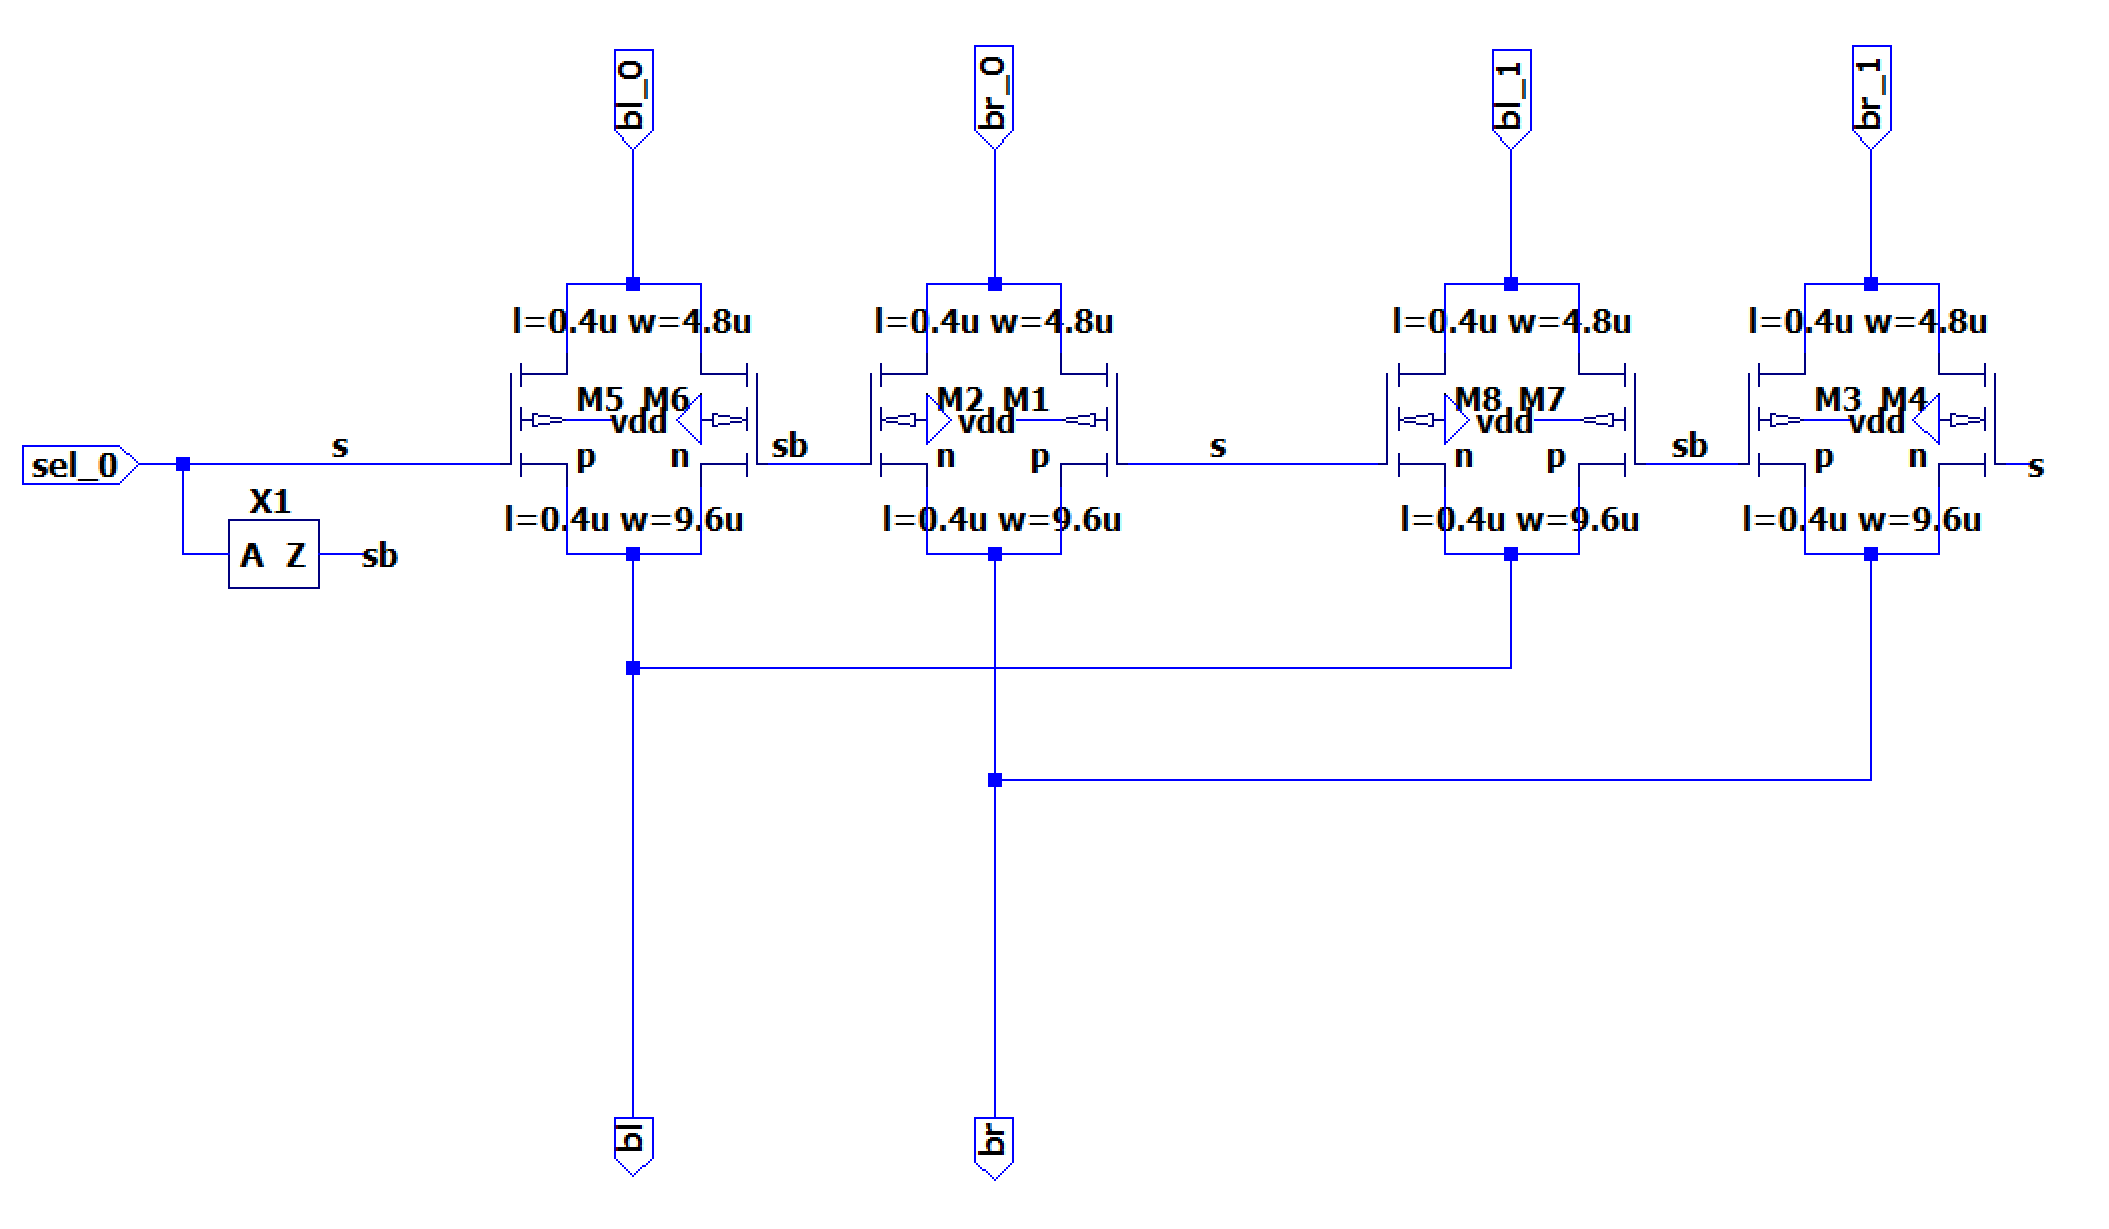 bl_0
br_0
bl_1
br_1
l=0.4u w=4.8u
l=0.4u w=4.8u
l=0.4u w=4.8u
l=0.4u w=4.8u
M5 M6
M2 M1
M8 M7
M3 M4
vdd
vdd
vdd
vdd
sel_0
s
p n
sb
n p
s
n p
sb
p n
s
X1
A Z
sb
l=0.4u w=9.6u
l=0.4u w=9.6u
l=0.4u w=9.6u
l=0.4u w=9.6u
bl
br